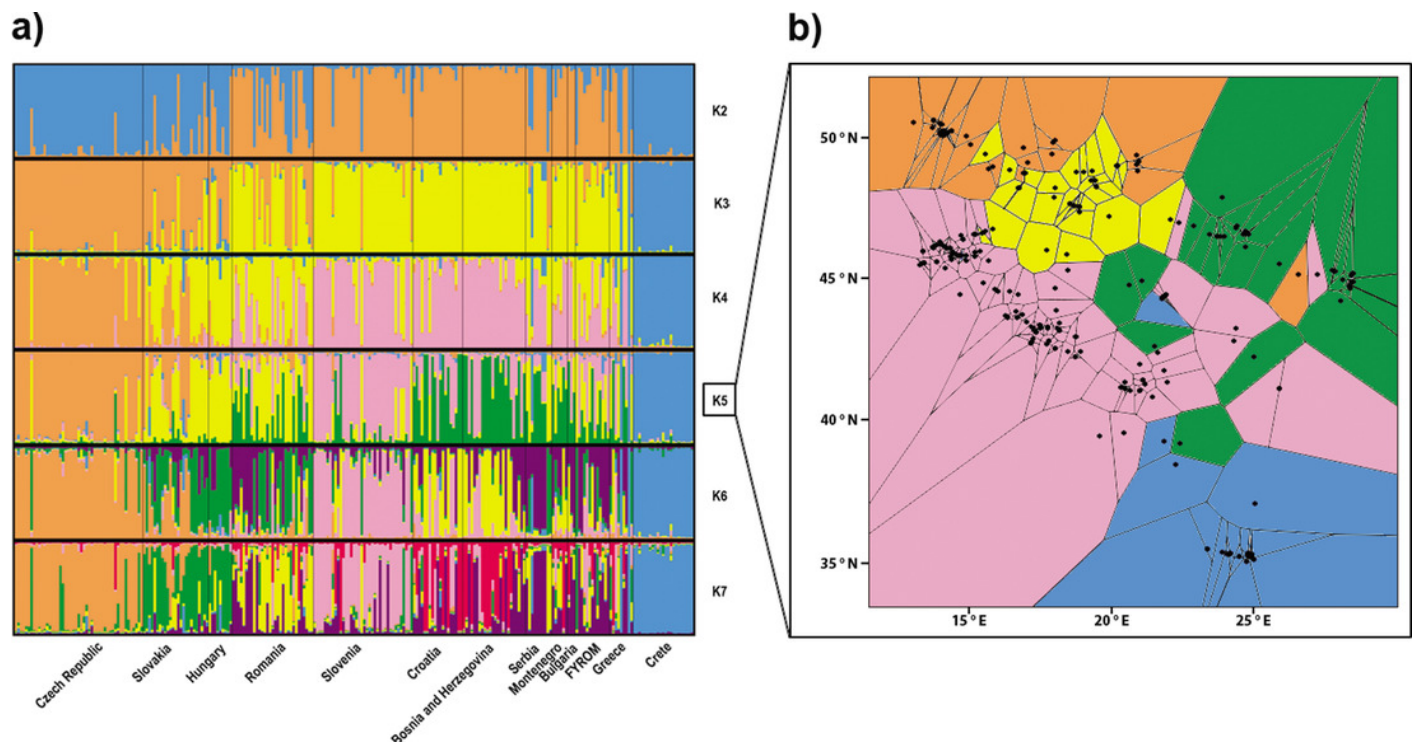 a)
K2
K3
K4
K5
K6
K7
Czech Republic
Slovakia
Hungary
Romania
Slovenia
Croatia
Bosnia and Herzegovina
Serbia
Montenegro
Bulgaria
FYROM
Greece
Crete
b)
50° N
45° N
40° N
35° N
15° E
20° E
25° E